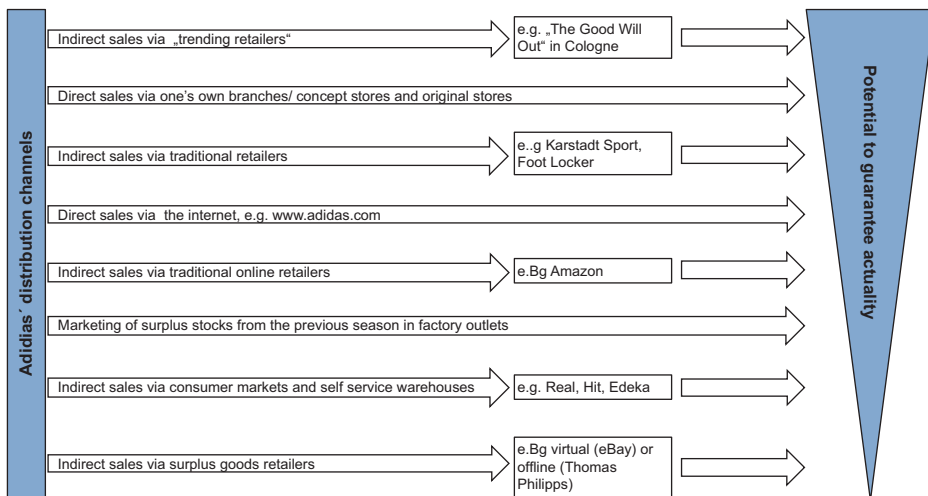 Adidias´ distribution channels
Indirect sales via „trending retailers“
e.g. „The Good Will
Out“ in Cologne
Direct sales via one’s own branches/ concept stores and original stores
Indirect sales via traditional retailers
e..g Karstadt Sport,
Foot Locker
Direct sales via the internet, e.g. www.adidas.com
Indirect sales via traditional online retailers
e.Bg Amazon
Marketing of surplus stocks from the previous season in factory outlets
Indirect sales via consumer markets and self service warehouses
e.g. Real, Hit, Edeka
Indirect sales via surplus goods retailers
e.Bg virtual (eBay) or
offline (Thomas
Philipps)
Potential to guarantee actuality